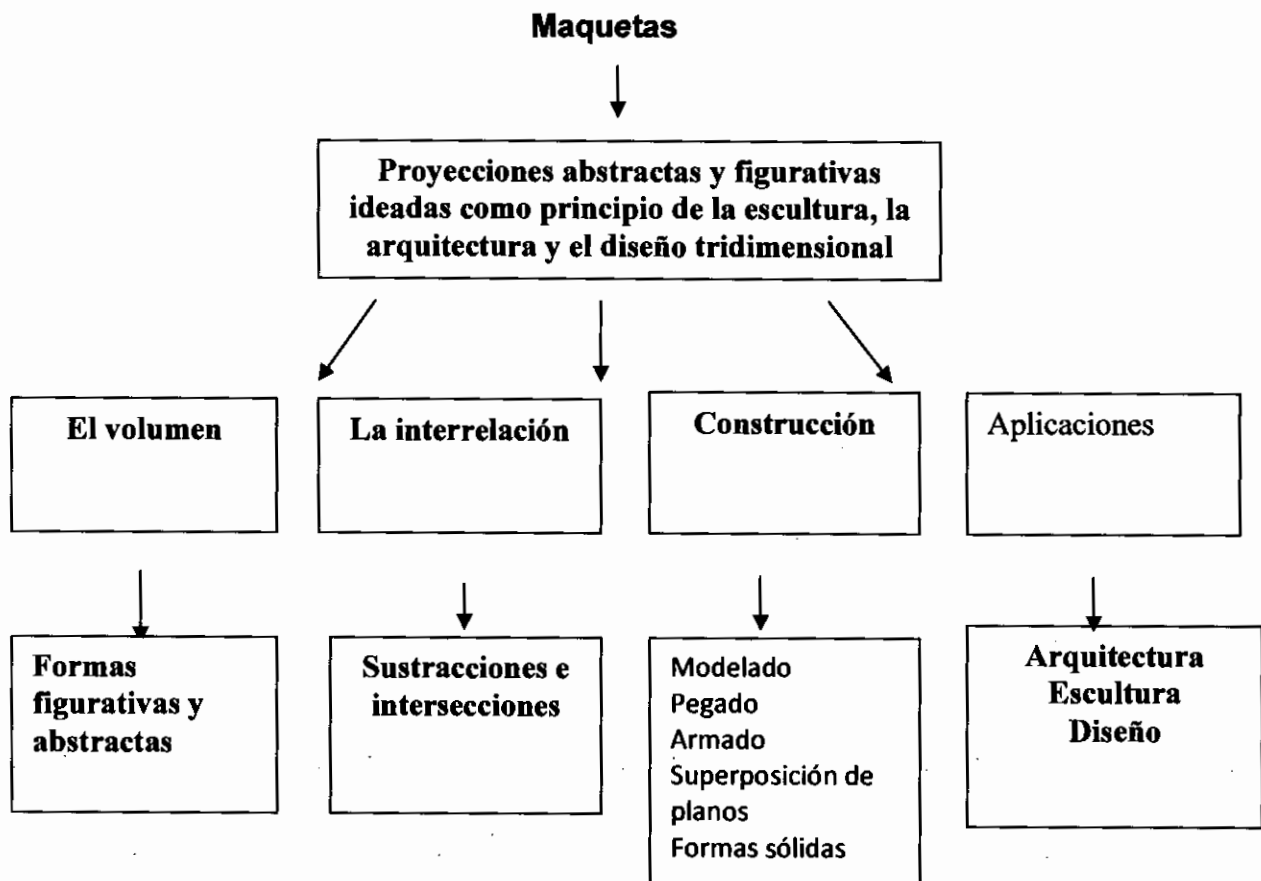 Maquetas
Proyecciones abstractas y figurativas
ideadas como principio de la escultura, la
arquitectura y el diseño tridimensional
El volumen
La interrelación
Construcción
Aplicaciones
Formas
figurativas y
abstractas
Sustracciones e
intersecciones
Modelado
Pegado
Armado
Superposición de
planos
Formas sólidas
Arquitectura
Escultura
Diseño